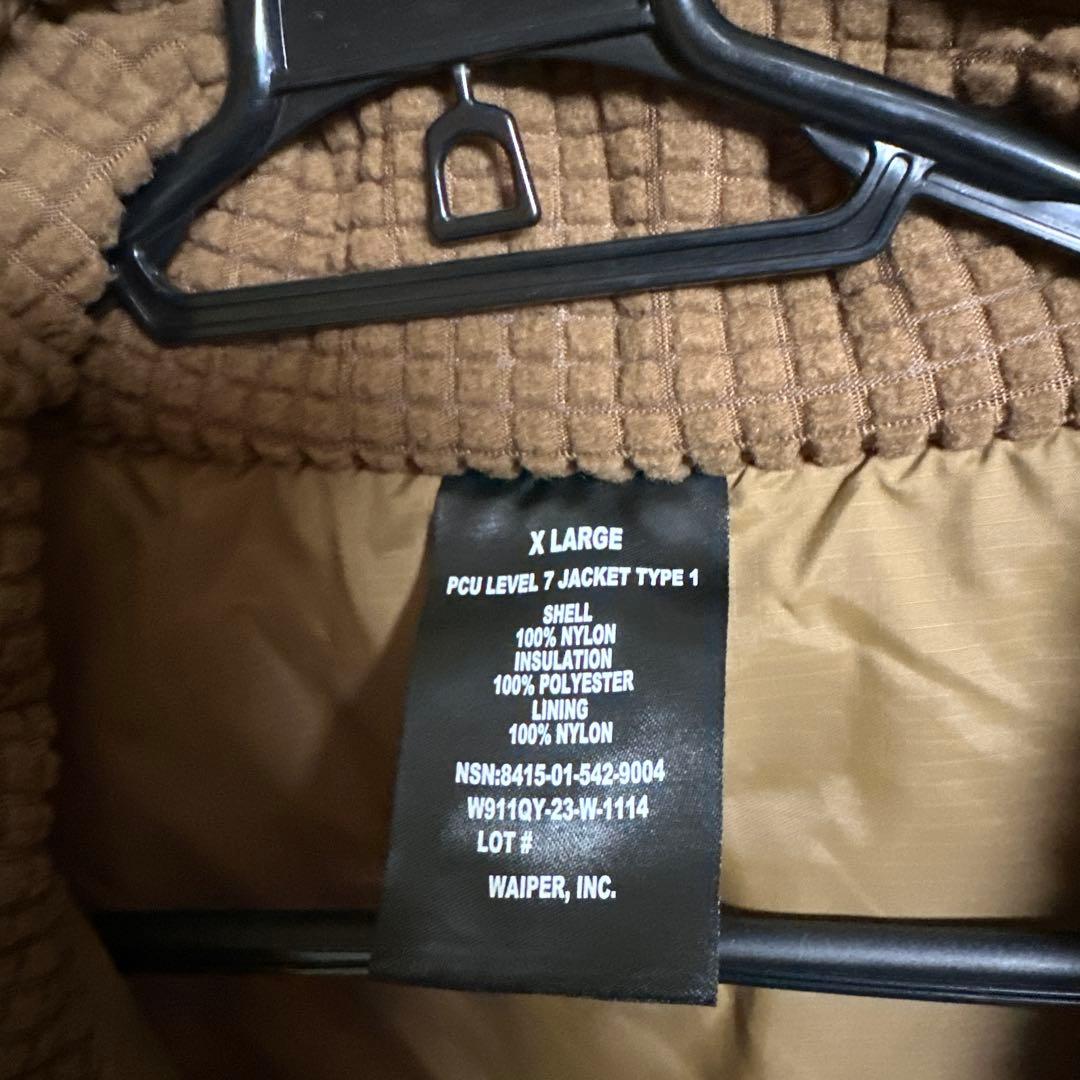 X LARGE
PCU LEVEL 7 JACKET TYPE 1
SHELL
100% NYLON
INSULATION
100% POLYESTER
LINING
100% NYLON
NSN:8415-01-542-9004
W911QY-23-W-1114
LOT #
WAIPER, INC.